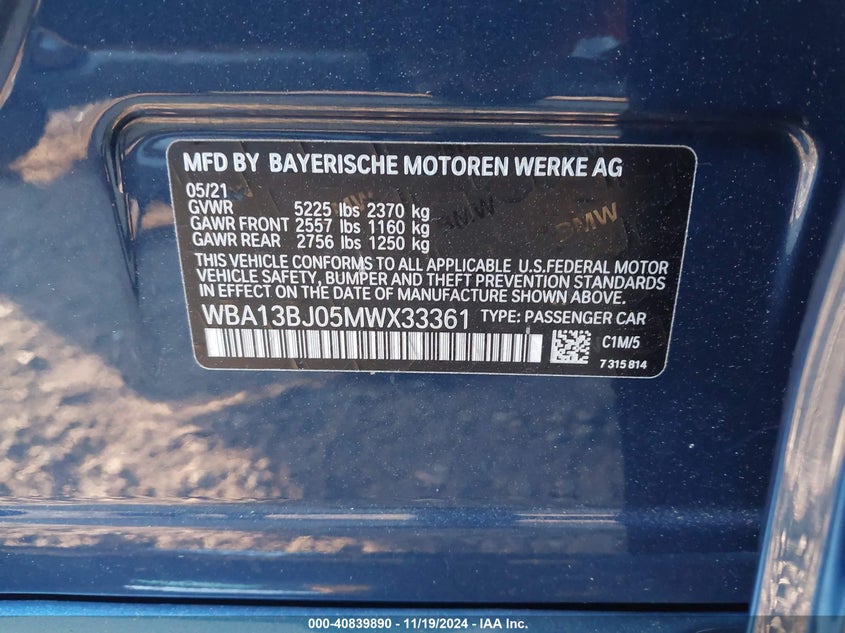 MFD BY BAYERISCHE MOTOREN WERKE AG
05/21
GVWR 5225 lbs 2370 kg
GAWR FRONT 2557 lbs 1160 kg
GAWR REAR 2756 lbs 1250 kg
THIS VEHICLE CONFORMS TO ALL APPLICABLE U.S.FEDERAL MOTOR
VEHICLE SAFETY, BUMPER AND THEFT PREVENTION STANDARDS
IN EFFECT ON THE DATE OF MANUFACTURE SHOWN ABOVE.
WBA13BJ05MWX33361 TYPE: PASSENGER CAR
C1M/5
7 315 814
BMW
BMW
BMW
000-40839890 - 11/19/2024 - IAA Inc.